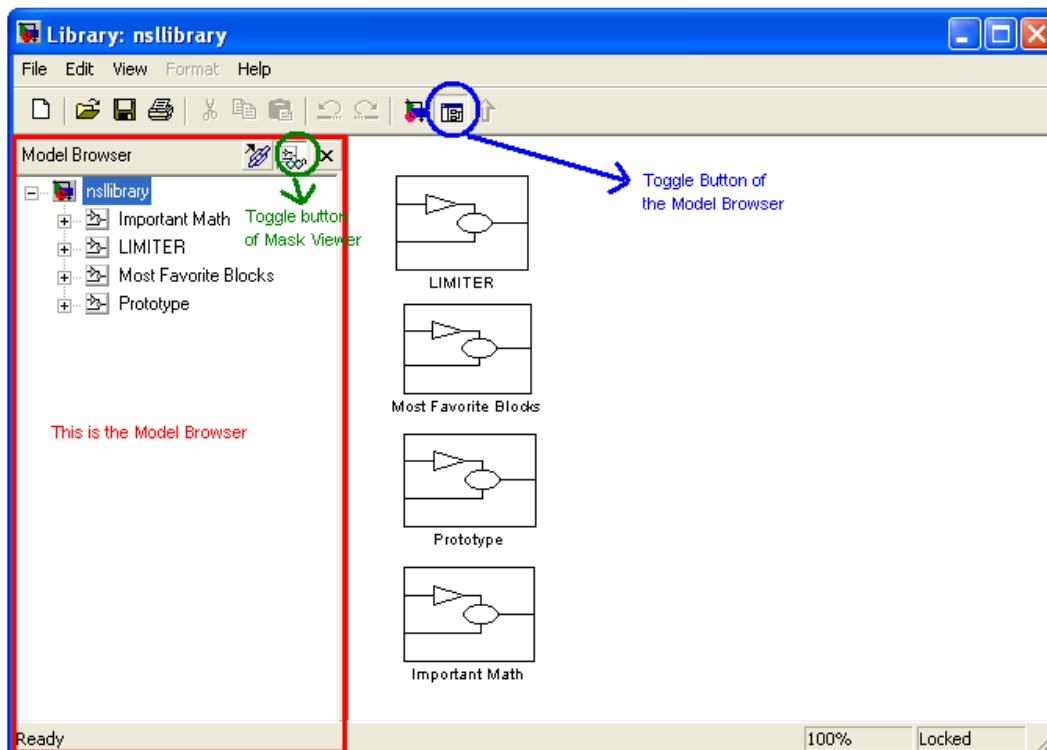 Library: nsllibrary
File Edit View Format Help
Model Browser
nsllibrary
Important Math
LIMITER
Most Favorite Blocks
Prototype
Toggle button
of Mask Viewer
This is the Model Browser
Toggle Button of
the Model Browser
LIMITER
Most Favorite Blocks
Prototype
Important Math
Ready 100% Locked